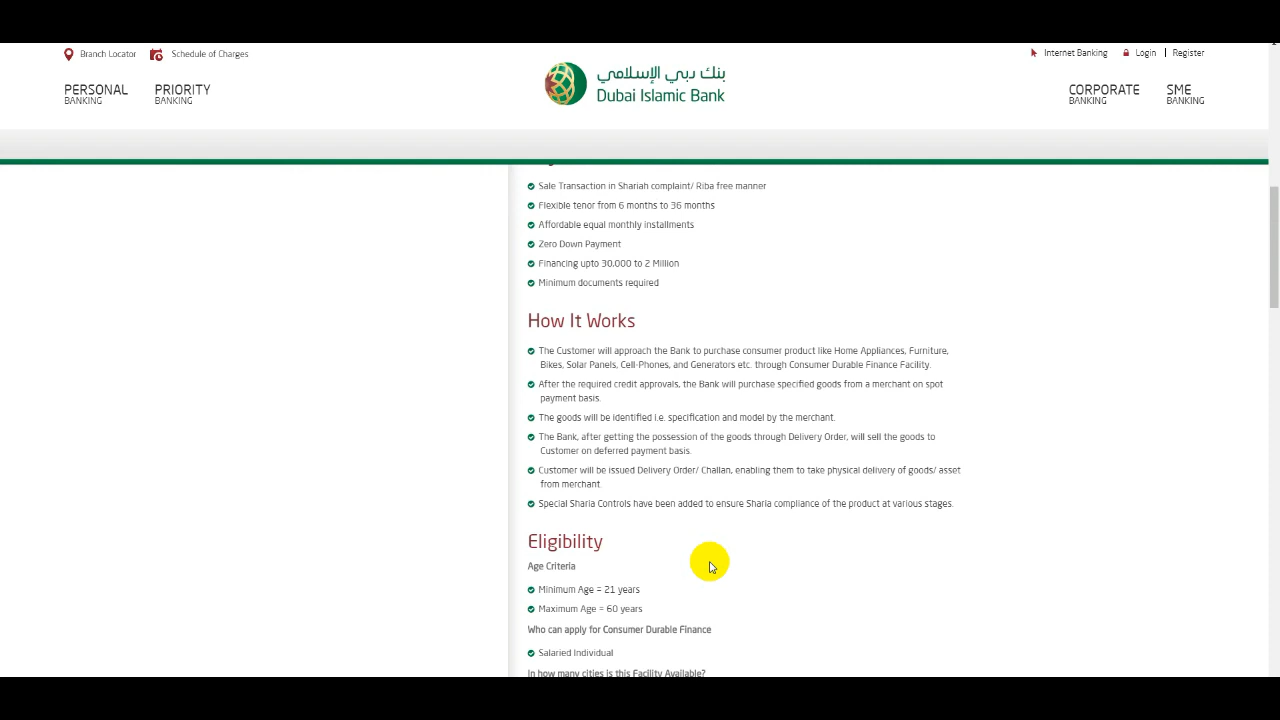 Branch Locator
Schedule of Charges
Internet Banking
Login | Register
PERSONAL
BANKING
PRIORITY
BANKING
بنك دبي الإسلامي
Dubai Islamic Bank
CORPORATE
BANKING
SME
BANKING
Sale Transaction in Shariah complaint/ Riba free manner
Flexible tenor from 6 months to 36 months
Affordable equal monthly installments
Zero Down Payment
Financing upto 30,000 to 2 Million
Minimum documents required
How It Works
The Customer will approach the Bank to purchase consumer product like Home Appliances, Furniture,
Bikes, Solar Panels, Cell-Phones, and Generators etc. through Consumer Durable Finance Facility.
After the required credit approvals, the Bank will purchase specified goods from a merchant on spot
payment basis.
The goods will be identified i.e. specification and model by the merchant.
The Bank, after getting the possession of the goods through Delivery Order, will sell the goods to
Customer on deferred payment basis.
Customer will be issued Delivery Order/ Challan, enabling them to take physical delivery of goods/ asset
from merchant.
Special Sharia Controls have been added to ensure Sharia compliance of the product at various stages.
Eligibility
Age Criteria
Minimum Age = 21 years
Maximum Age = 60 years
Who can apply for Consumer Durable Finance
Salaried Individual
In how many cities is this Facility Available?